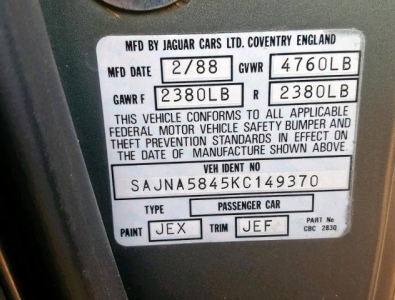 MFD BY JAGUAR CARS LTD. COVENTRY ENGLAND
MFD DATE 2/88 GVWR 4760LB
GAWR F 2380LB R 2380LB
THIS VEHICLE CONFORMS TO ALL APPLICABLE
FEDERAL MOTOR VEHICLE SAFETY BUMPER AND
THEFT PREVENTION STANDARDS IN EFFECT ON
THE DATE OF MANUFACTURE SHOWN ABOVE.
VEH IDENT NO
SAJNA5845KC149370
TYPE PASSENGER CAR
PAINT JEX TRIM JEF PART No
CBC 2830